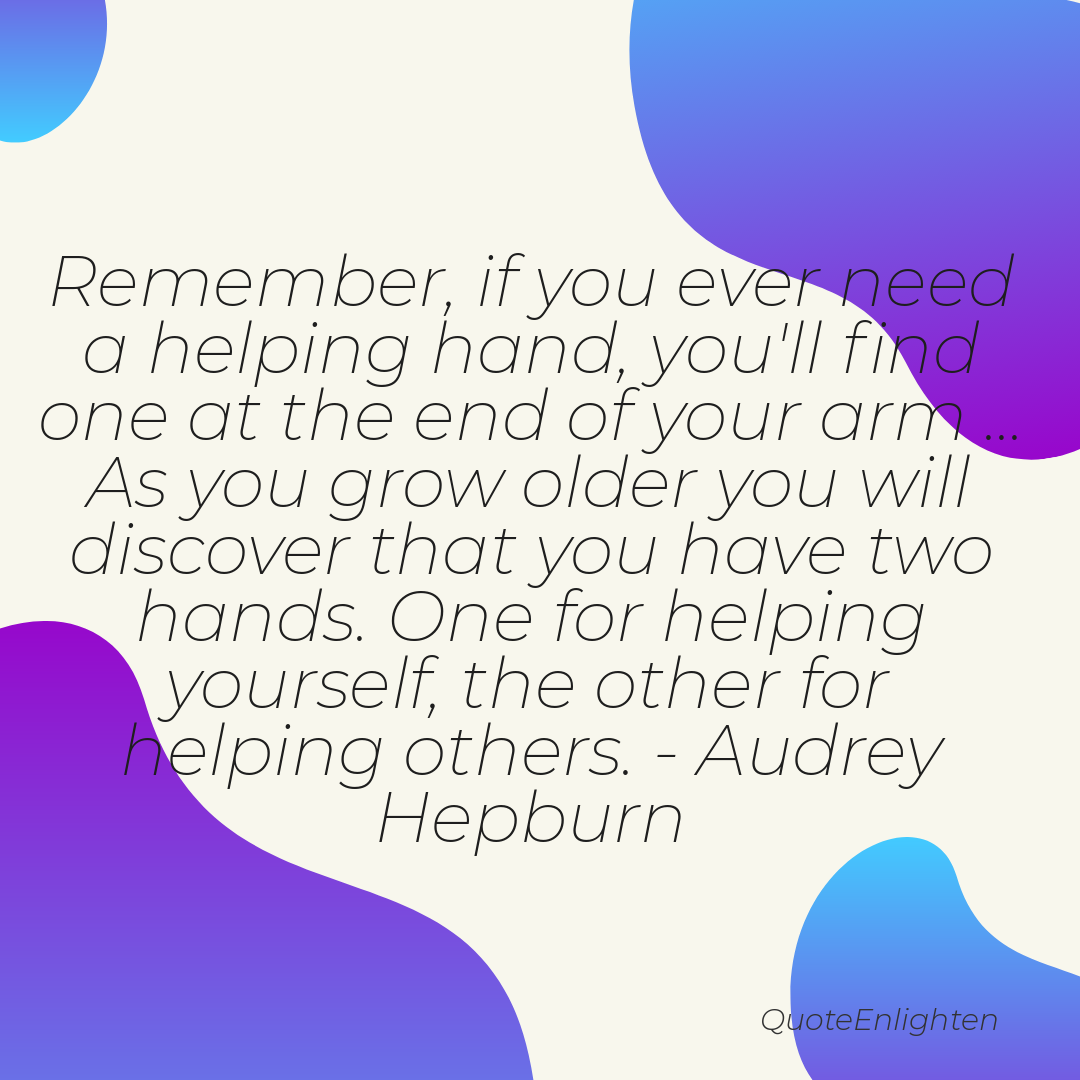 Remember, if you ever need
a helping hand, you'll find
one at the end of your arm ...
As you grow older you will
discover that you have two
hands. One for helping
yourself, the other for
helping others. - Audrey
Hepburn
QuoteEnlighten